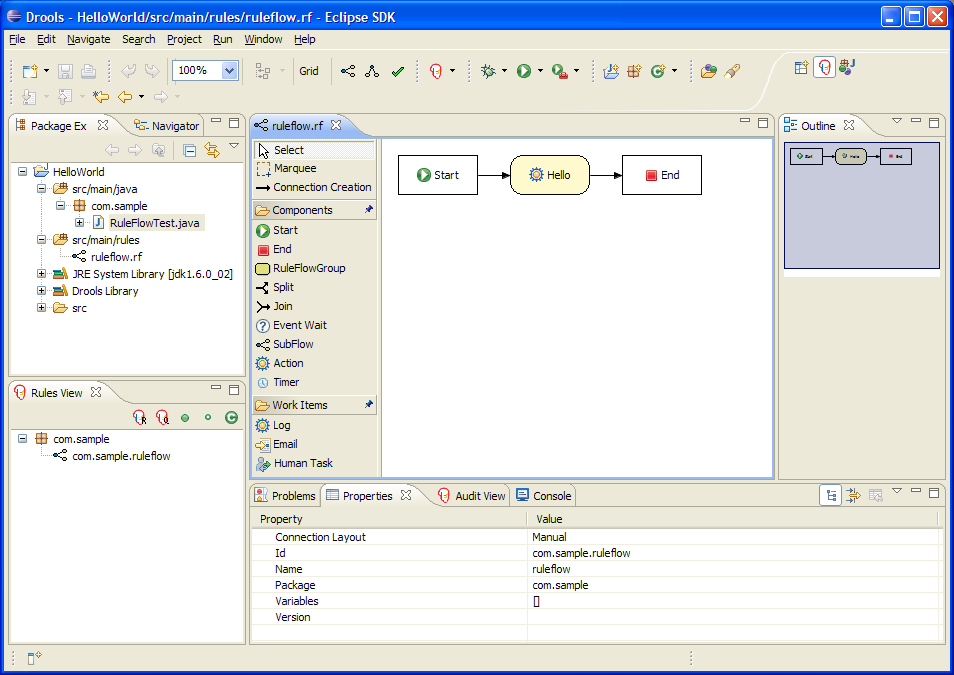 Drools - HelloWorld/src/main/rules/ruleflow.rf - Eclipse SDK
File Edit Navigate Search Project Run Window Help
100% Grid
Package Ex Navigator
HelloWorld
src/main/java
com.sample
RuleFlowTest.java
src/main/rules
ruleflow.rf
JRE System Library [jdk1.6.0_02]
Drools Library
src
Rules View
com.sample
com.sample.ruleflow
ruleflow.rf
Select
Marquee
Connection Creation
Components
Start
End
RuleFlowGroup
Split
Join
Event Wait
SubFlow
Action
Timer
Work Items
Log
Email
Human Task
Start Hello End
Outline
Start Hello End
Problems Properties Audit View Console
Property Value
Connection Layout Manual
Id com.sample.ruleflow
Name ruleflow
Package com.sample
Variables []
Version